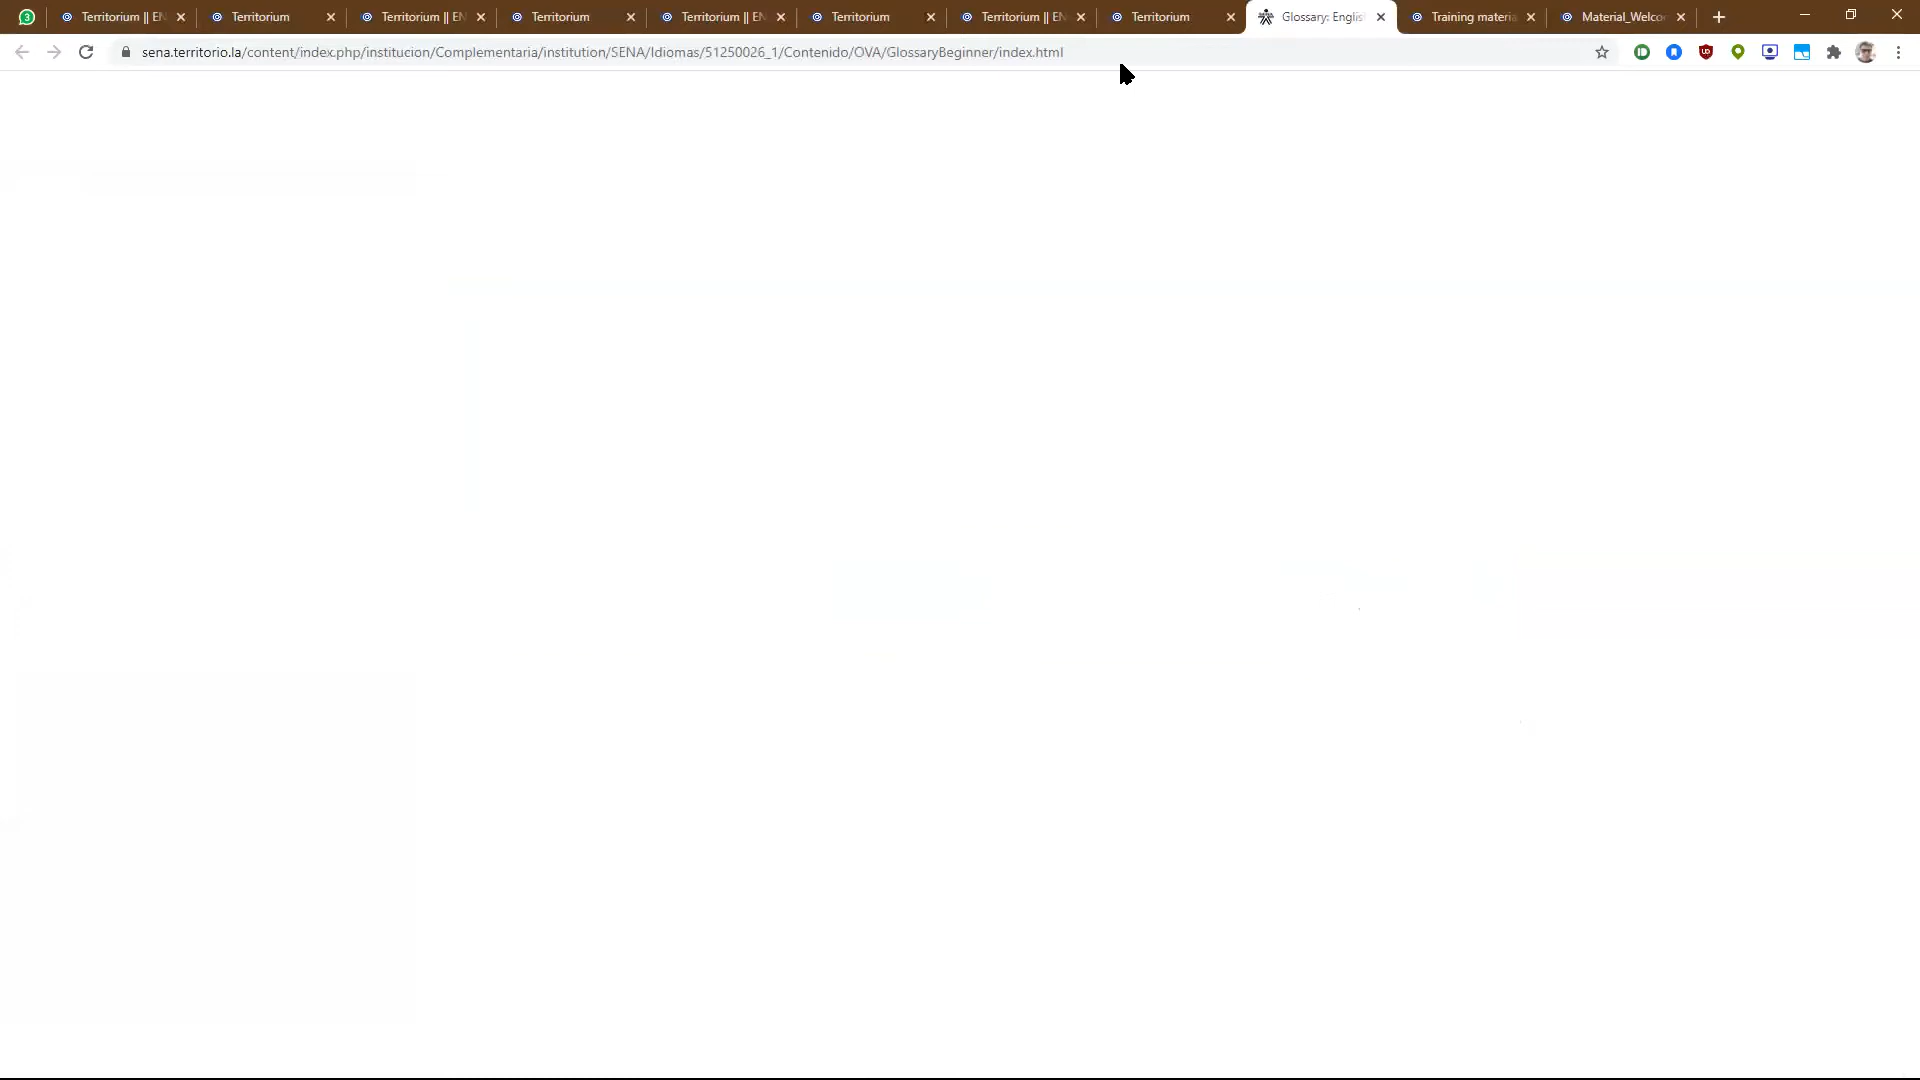 3 Territorium || EN Territorium Territorium || EN Territorium Territorium || EN Territorium Territorium || EN Territorium Glossary: Englis Training materia Material_Welco
sena.territorio.la/content/index.php/institucion/Complementaria/institution/SENA/Idiomas/51250026_1/Contenido/OVA/GlossaryBeginner/index.html